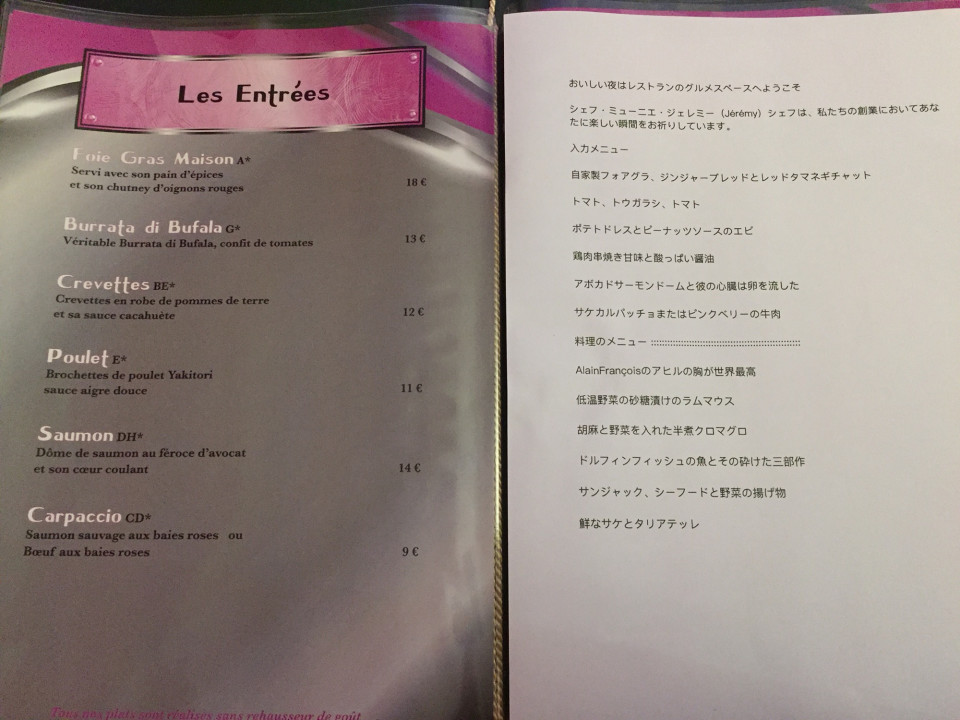 Les Entrées
Foie Gras Maison A*
Servi avec son pain d'épices
et son chutney d'oignons rouges 18 €
Burrata di Bufala G*
Véritable Burrata di Bufala, confit de tomates 13 €
Crevettes BE*
Crevettes en robe de pommes de terre
et sa sauce cacahuète 12 €
Poulet E*
Brochettes de poulet Yakitori
sauce aigre douce 11 €
Saumon DH*
Dôme de saumon au féroce d'avocat
et son cœur coulant 14 €
Carpaccio CD*
Saumon sauvage aux baies roses ou
Bœuf aux baies roses 9 €
Tous nos plats sont réalisés sans rehausseur de goût
おいしい夜はレストランのグルメスペースへようこそ
シェフ・ミューニエ・ジェレミー（Jérémy）シェフは、私たちの創業においてあな
たに楽しい瞬間をお祈りしています。
入力メニュー
自家製フォアグラ、ジンジャーブレッドとレッドタマネギチャット
トマト、トウガラシ、トマト
ポテトドレスとピーナッツソースのエビ
鶏肉串焼き甘味と酸っぱい醤油
アボカドサーモンドームと彼の心臓は卵を流した
サケカルパッチョまたはピンクベリーの牛肉
料理のメニュー ::::::::::::::::::::::::::::::::::::::::::::::::::::
AlainFrançoisのアヒルの胸が世界最高
低温野菜の砂糖漬けのラムマウス
胡麻と野菜を入れた半煮クロマグロ
ドルフィンフィッシュの魚とその砕けた三部作
サンジャック、シーフードと野菜の揚げ物
鮮なサケとタリアテッレ